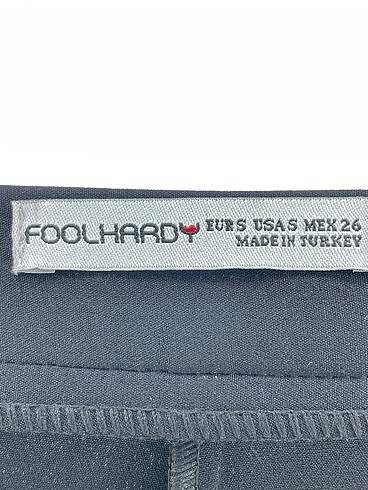 FOOLHARDY
EUR S USA S MEX 26
MADE IN TURKEY